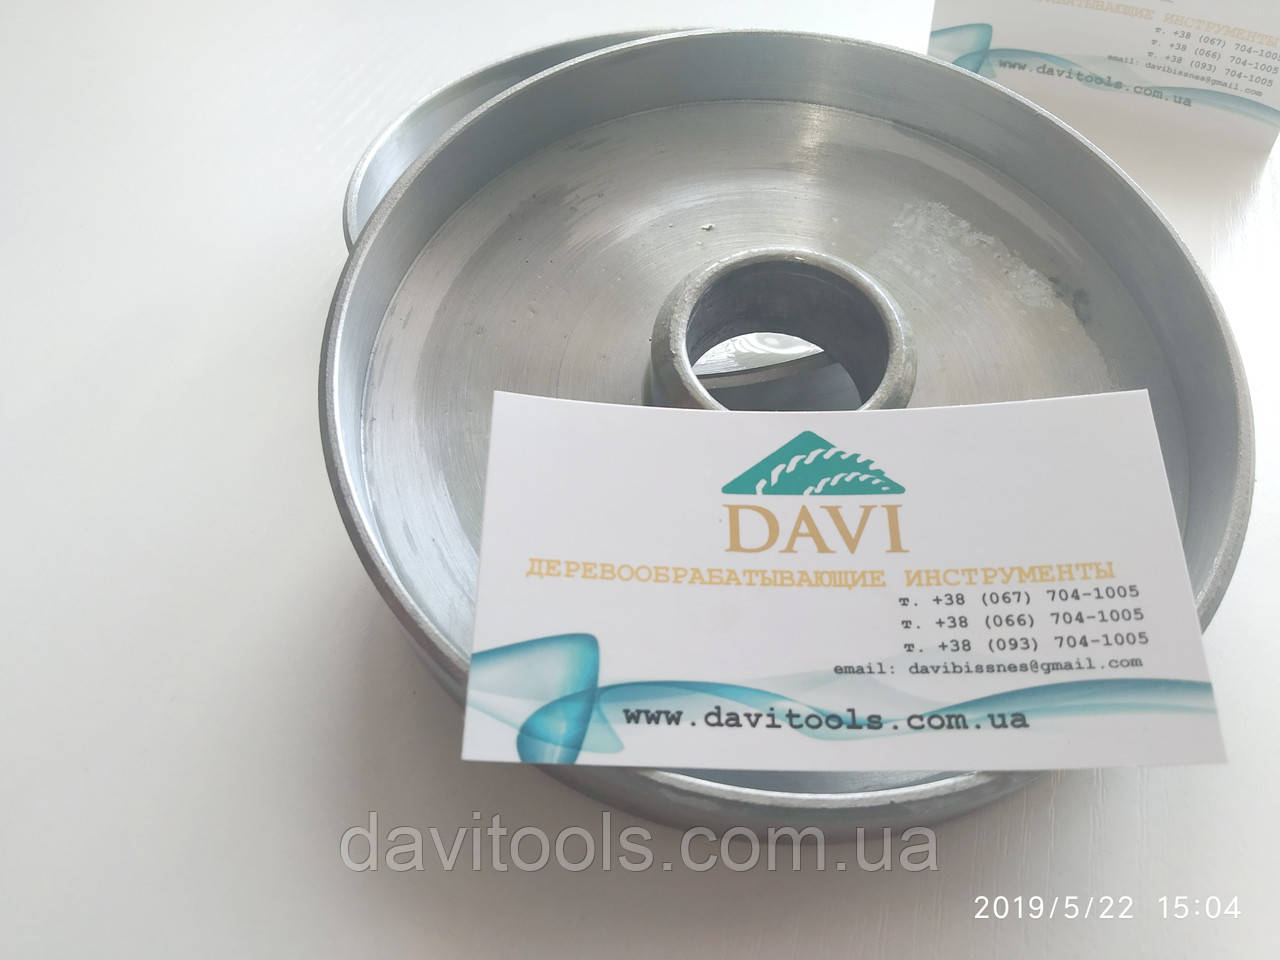 РАБАТЫВАЮЩИЕ ИНСТРУМЕНТЫ
т. +38 (067) 704-1005
т. +38 (066) 704-1005
т. +38 (093) 704-1005
email: davibissnes@gmail.com
www.davitools.com.ua
DAVI
ДЕРЕВООБРАБАТЫВАЮЩИЕ ИНСТРУМЕНТЫ
т. +38 (067) 704-1005
т. +38 (066) 704-1005
т. +38 (093) 704-1005
email: davibissnes@gmail.com
www.davitools.com.ua
davitools.com.ua
2019/5/22 15:04